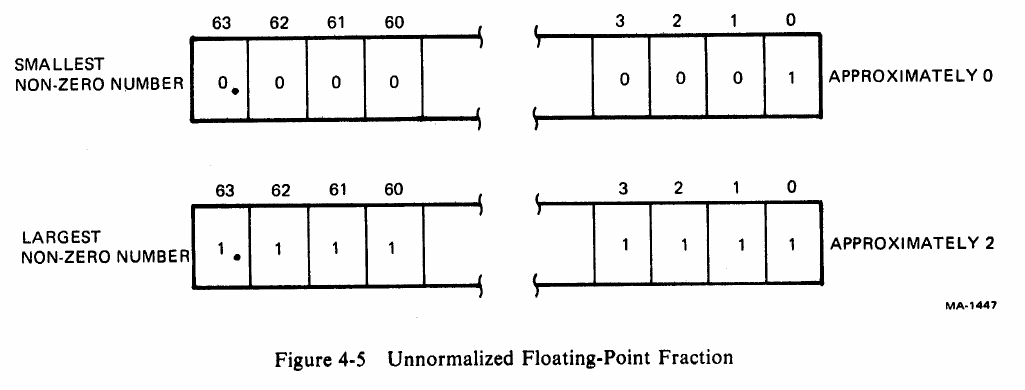 63 62 61 60 3 2 1 0
SMALLEST
NON-ZERO NUMBER 0. 0 0 0 0 0 0 1 APPROXIMATELY 0
63 62 61 60 3 2 1 0
LARGEST
NON-ZERO NUMBER 1. 1 1 1 1 1 1 1 APPROXIMATELY 2
MA-1447
Figure 4-5 Unnormalized Floating-Point Fraction